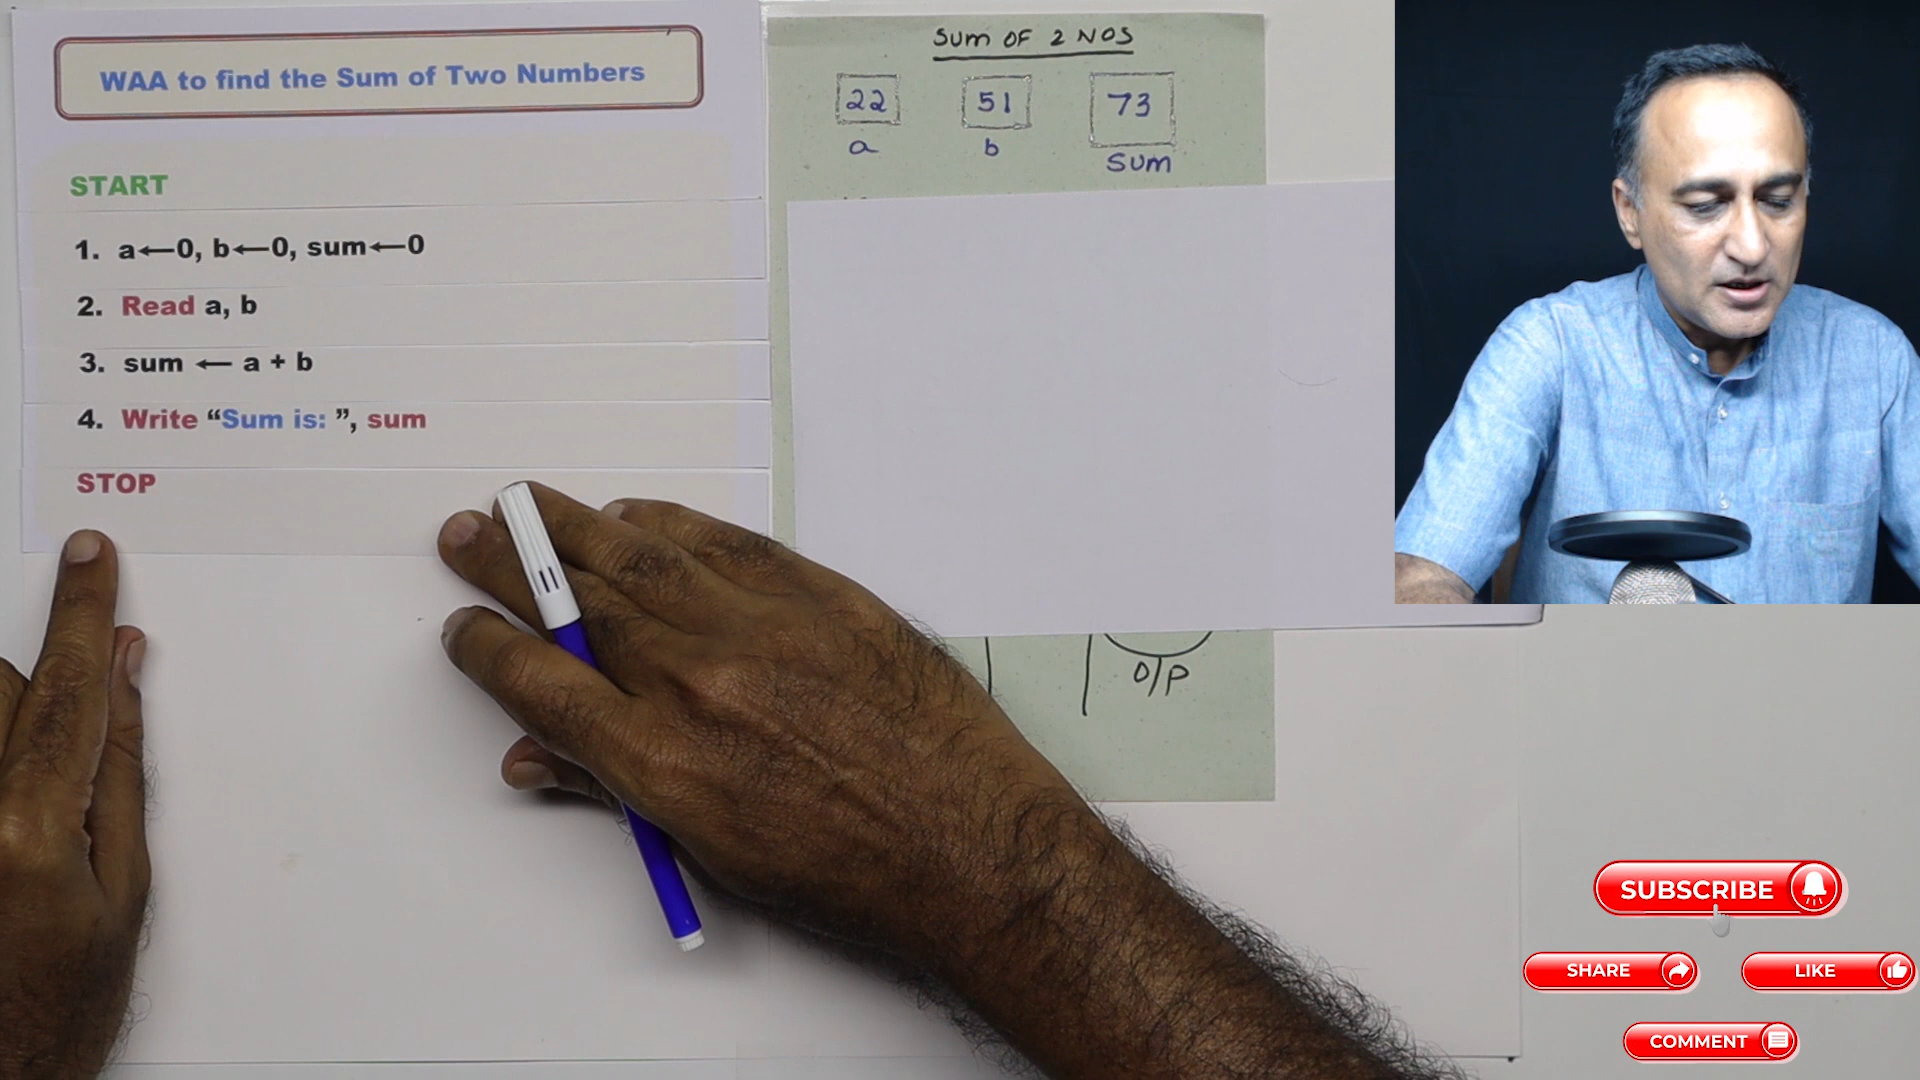 WAA to find the Sum of Two Numbers
START
1. a←0, b←0, sum←0
2. Read a, b
3. sum ← a + b
4. Write “Sum is: ”, sum
STOP
Sum OF 2 NOS
22 51 73
a b Sum
O/P
SUBSCRIBE
SHARE LIKE
COMMENT